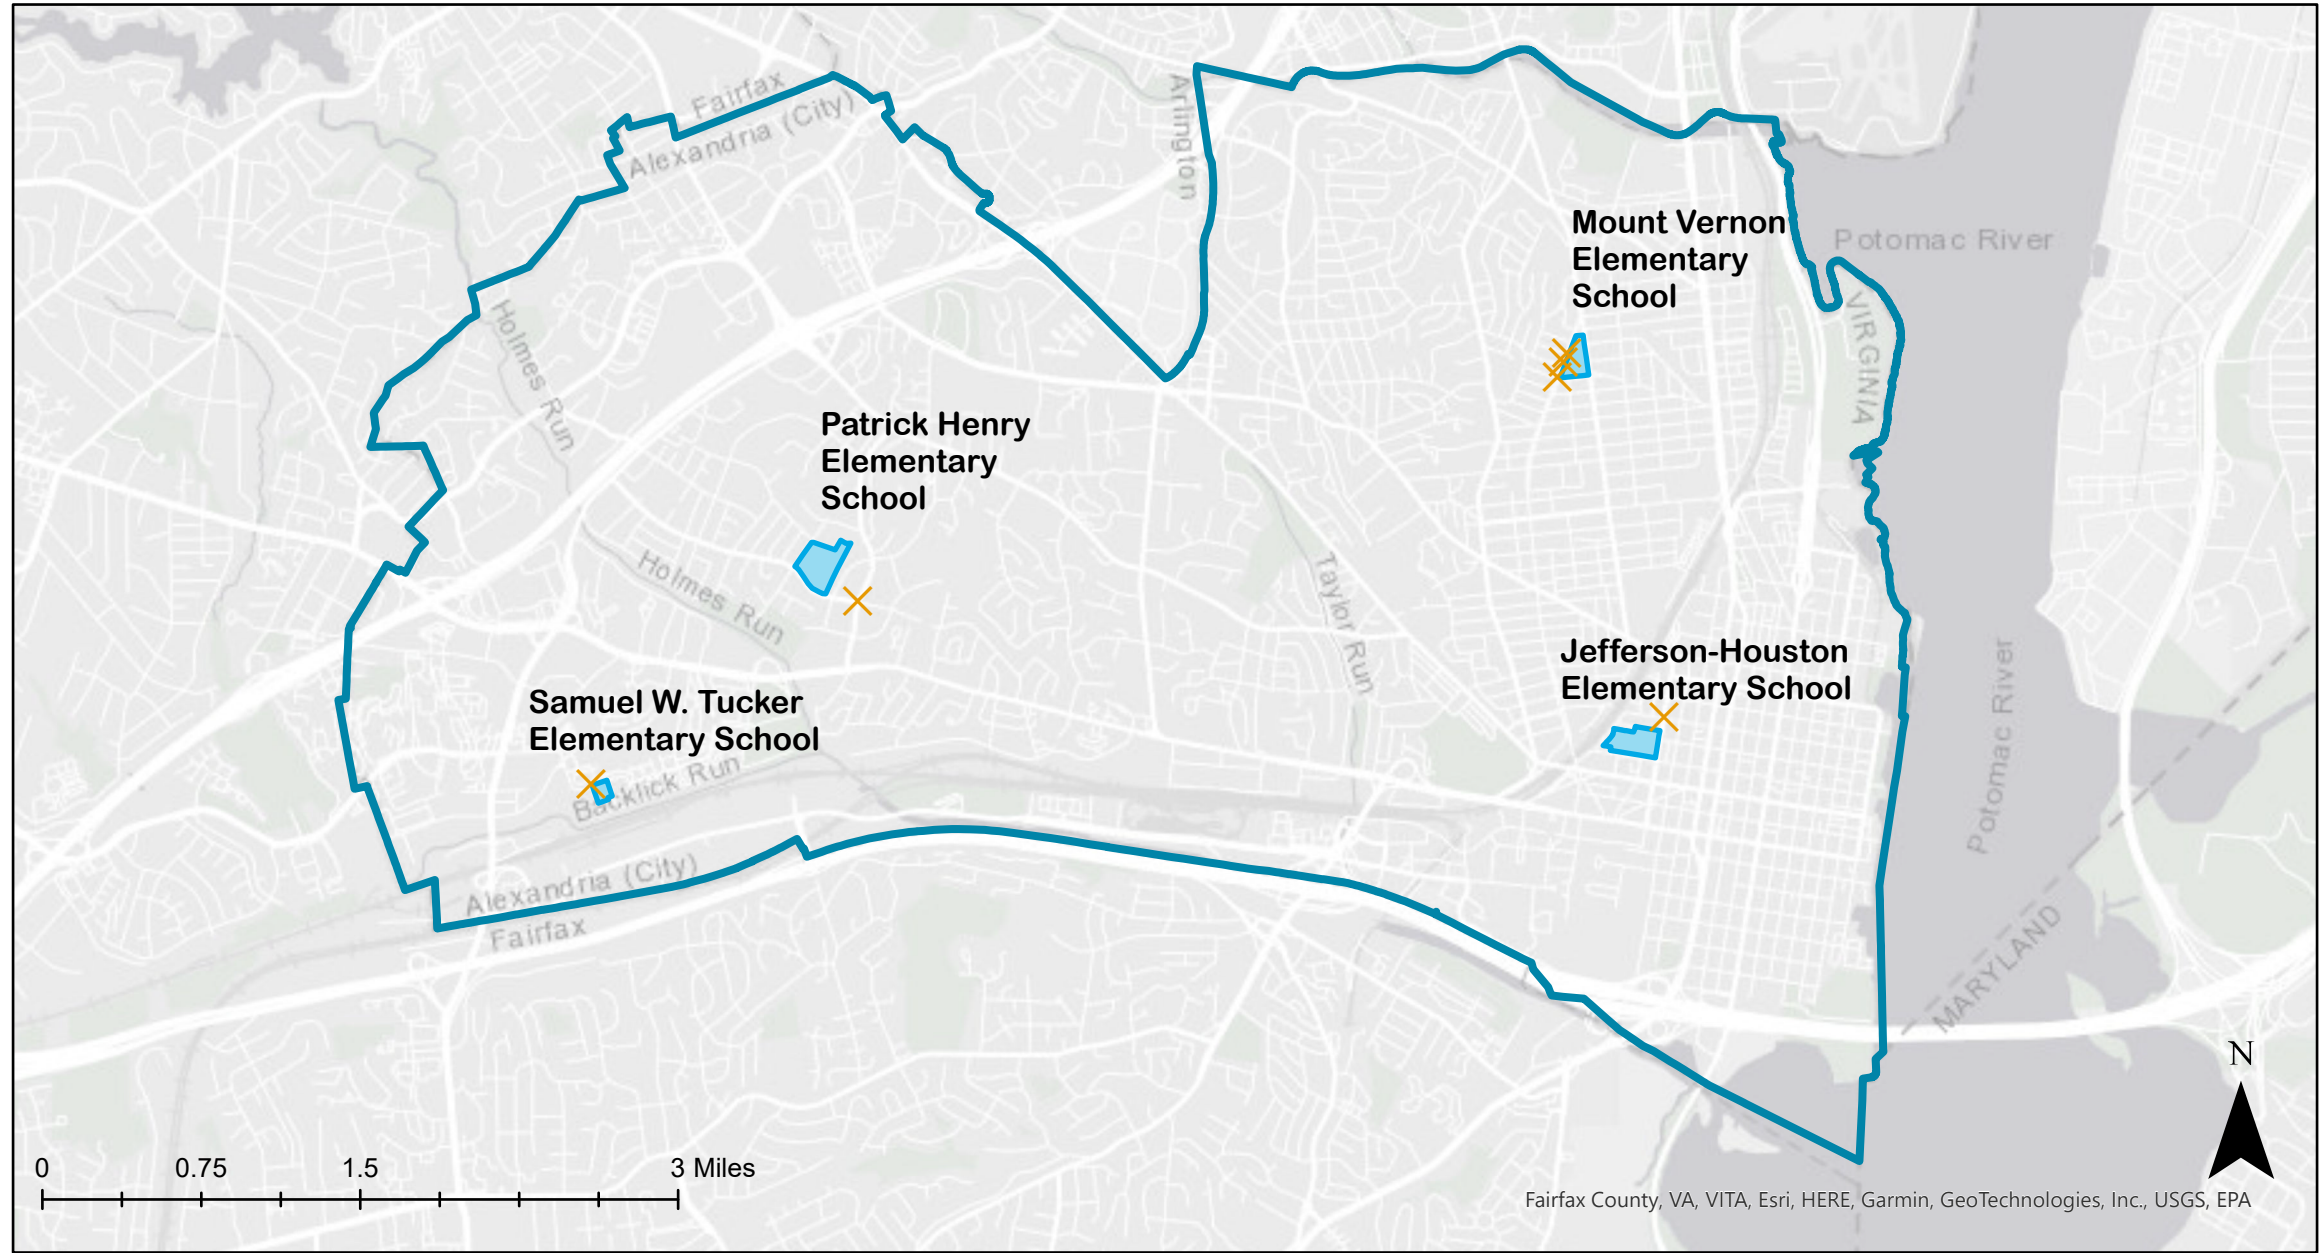 Fairfax
Alexandria (City)
Arlington
Mount Vernon
Elementary
School
Potomac River
VIRGINIA
Holmes Run
Patrick Henry
Elementary
School
Holmes Run
Taylor Run
Jefferson-Houston
Elementary School
Potomac River
Samuel W. Tucker
Elementary School
Backlick Run
Alexandria (City)
Fairfax
MARYLAND
N
0 0.75 1.5 3 Miles
Fairfax County, VA, VITA, Esri, HERE, Garmin, GeoTechnologies, Inc., USGS, EPA